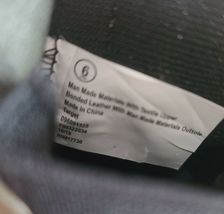 6
Man Made Materials With Textile Upper
Bonded Leather With Man Made Materials Outsole
Made in China
Target